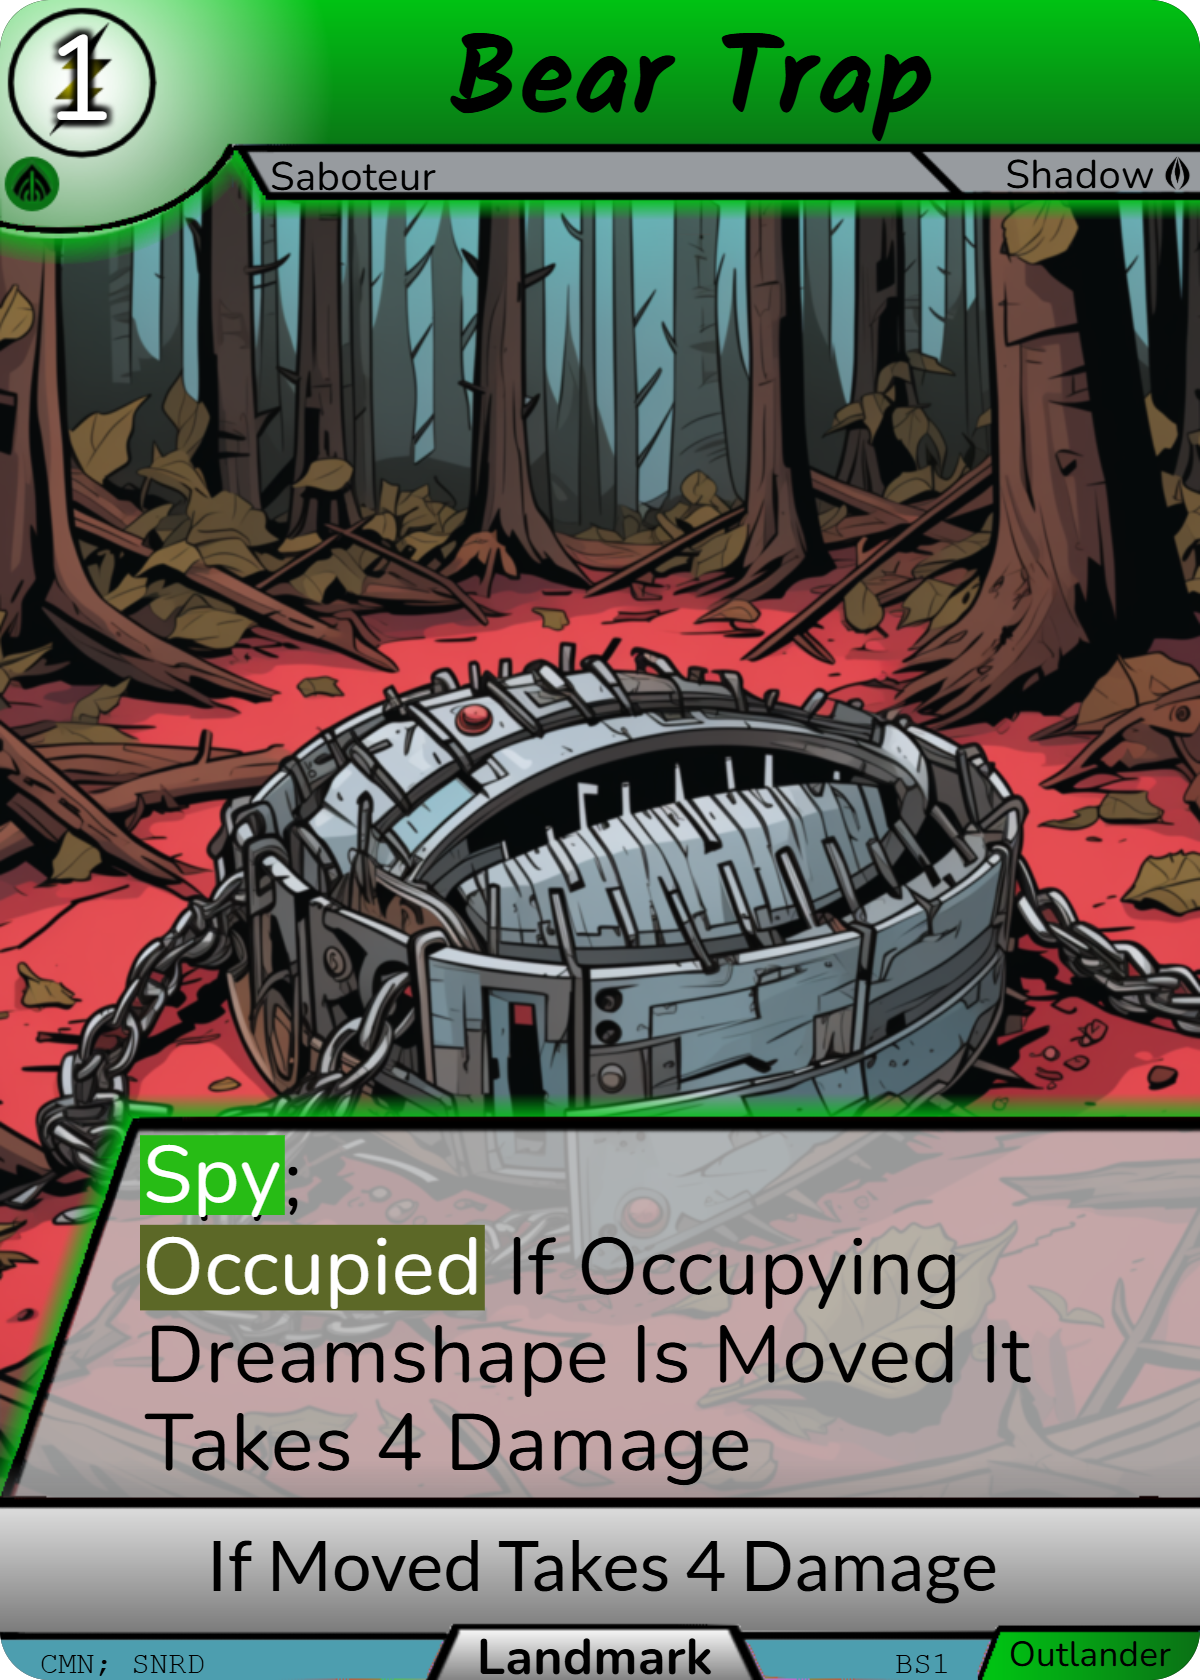 1
Bear Trap
Saboteur
Shadow
Spy;
Occupied If Occupying
Dreamshape Is Moved It
Takes 4 Damage
If Moved Takes 4 Damage
CMN; SNRD
Landmark
BS1
Outlander